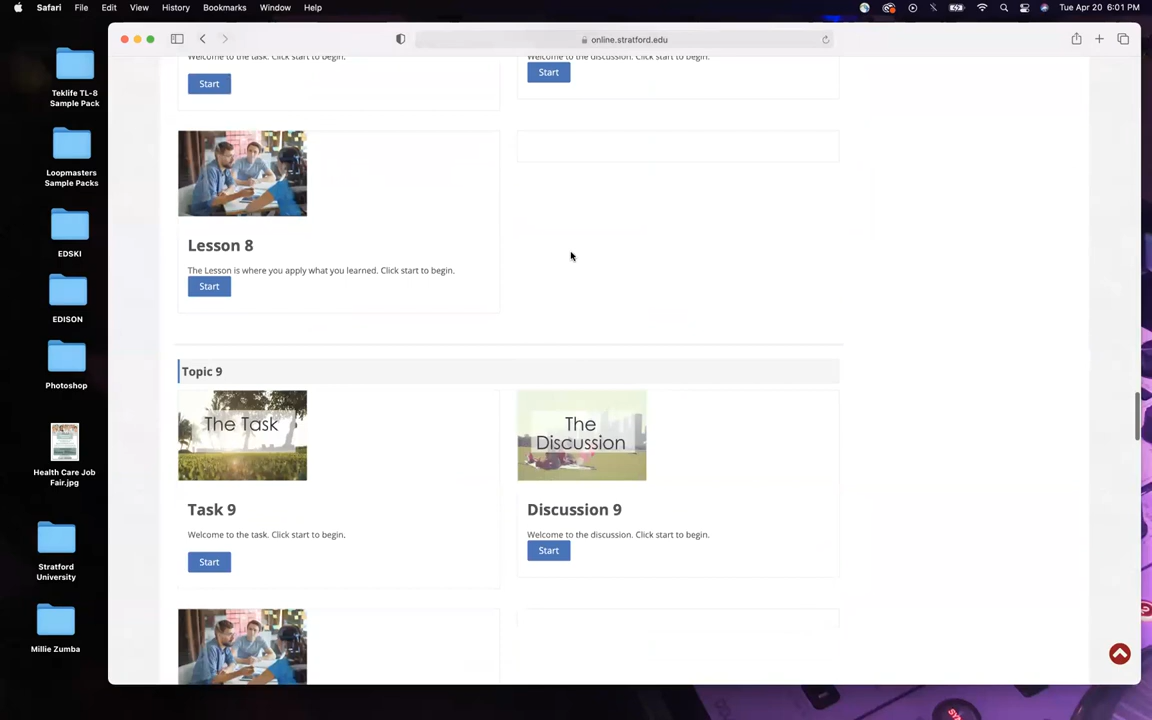 Safari File Edit View History Bookmarks Window Help Tue Apr 20 6:01 PM
online.stratford.edu
Teklife TL-8
Sample Pack
Loopmasters
Sample Packs
EDSKI
EDISON
Photoshop
Health Care Job
Fair.jpg
Stratford
University
Millie Zumba
Welcome to the task. Click start to begin.
Start
Welcome to the discussion. Click start to begin.
Start
Lesson 8
The Lesson is where you apply what you learned. Click start to begin.
Start
Topic 9
The Task
Task 9
Welcome to the task. Click start to begin.
Start
The
Discussion
Discussion 9
Welcome to the discussion. Click start to begin.
Start